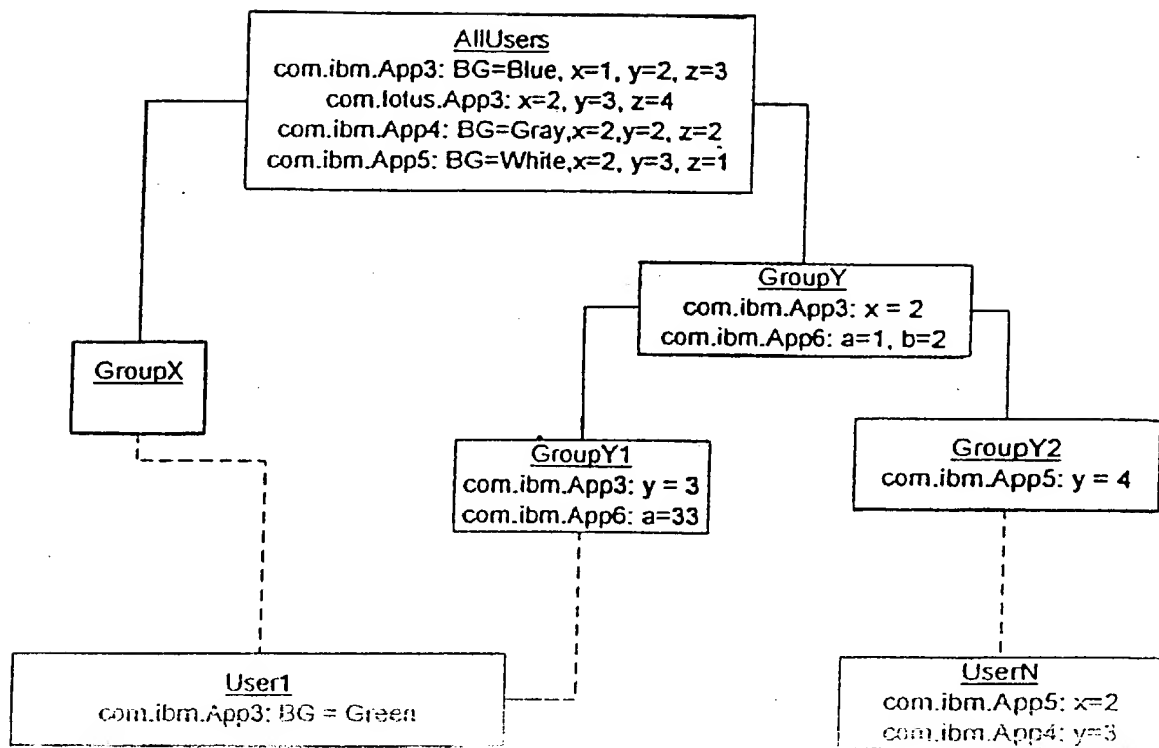 AllUsers
com.ibm.App3: BG=Blue, x=1, y=2, z=3
com.lotus.App3: x=2, y=3, z=4
com.ibm.App4: BG=Gray,x=2,y=2, z=2
com.ibm.App5: BG=White,x=2, y=3, z=1
GroupY
com.ibm.App3: x = 2
com.ibm.App6: a=1, b=2
GroupX
GroupY1
com.ibm.App3: y = 3
com.ibm.App6: a=33
GroupY2
com.ibm.App5: y = 4
User1
com.ibm.App3: BG = Green
UserN
com.ibm.App5: x=2
com.ibm.App4: y=3